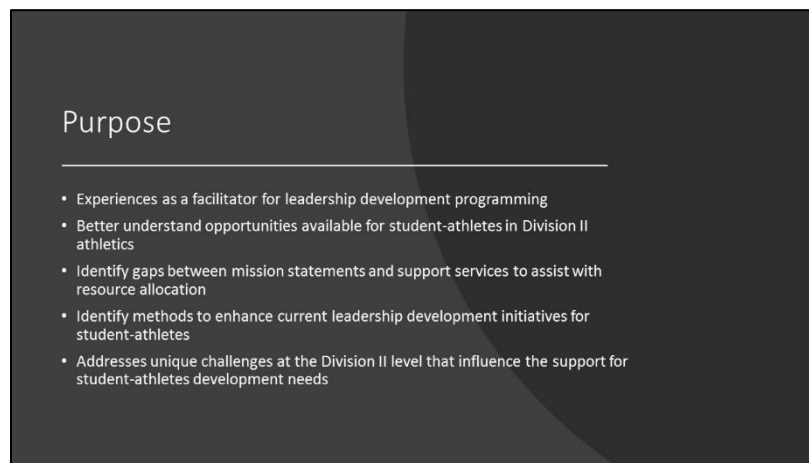 Purpose
• Experiences as a facilitator for leadership development programming
• Better understand opportunities available for student-athletes in Division II
athletics
• Identify gaps between mission statements and support services to assist with
resource allocation
• Identify methods to enhance current leadership development initiatives for
student-athletes
• Addresses unique challenges at the Division II level that influence the support for
student-athletes development needs